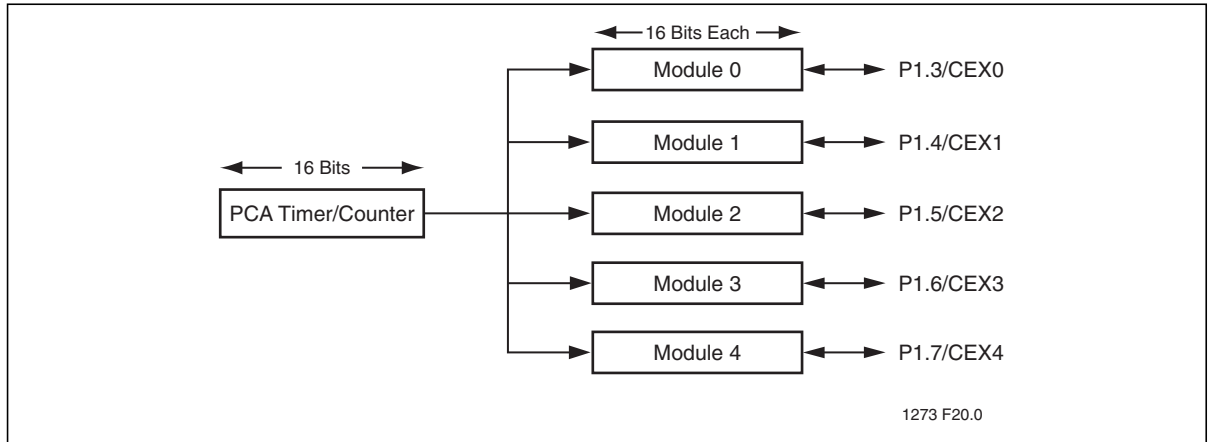 16 Bits Each
Module 0
P1.3/CEX0
Module 1
P1.4/CEX1
16 Bits
PCA Timer/Counter
Module 2
P1.5/CEX2
Module 3
P1.6/CEX3
Module 4
P1.7/CEX4
1273 F20.0